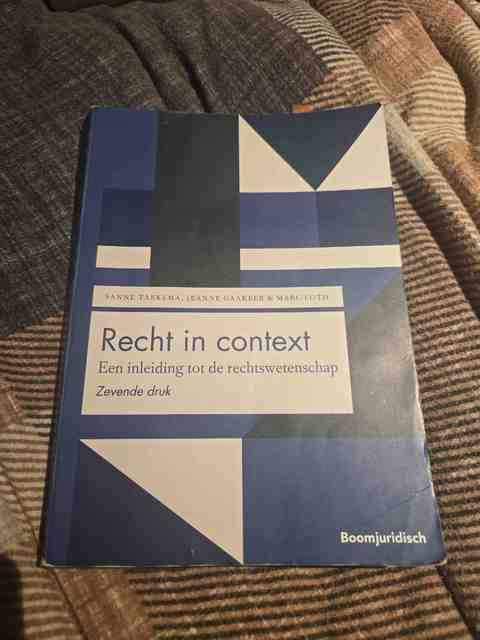 SANNE TAEKEMA, JEANNE GAAKEER & MARC LOTH
Recht in context
Een inleiding tot de rechtswetenschap
Zevende druk
Boomjuridisch